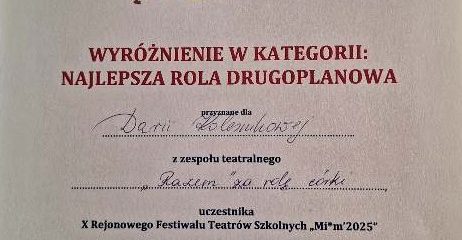 WYRÓŻNIENIE W KATEGORII:
NAJLEPSZA ROLA DRUGOPLANOWA
przyznane dla
Darii Kolesnikowej
z zespołu teatralnego
„Razem" za rolę córki
uczestnika
X Rejonowego Festiwalu Teatrów Szkolnych „Mi*m'2025"